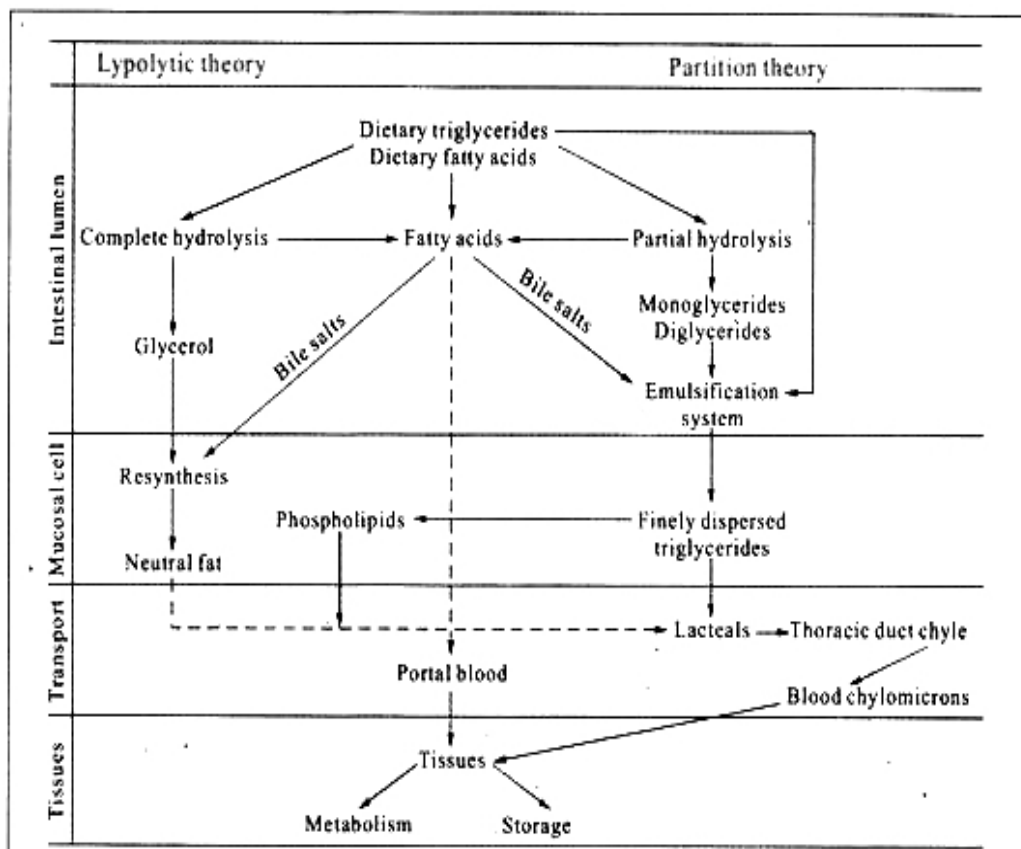 Lypolytic theory
Partition theory
Intestinal lumen
Dietary triglycerides
Dietary fatty acids
Complete hydrolysis
Fatty acids
Partial hydrolysis
Bile salts
Bile salts
Monoglycerides
Diglycerides
Glycerol
Emulsification
system
Mucosal cell
Resynthesis
Phospholipids
Finely dispersed
triglycerides
Neutral fat
Transport
Lacteals
Thoracic duct chyle
Portal blood
Blood chylomicrons
Tissues
Tissues
Metabolism
Storage